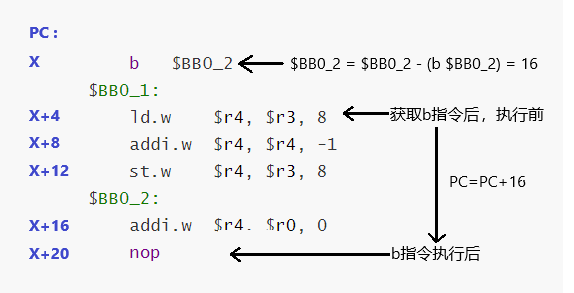 PC：
X b $BB0_2 $BB0_2 = $BB0_2 - (b $BB0_2) = 16
$BB0_1:
X+4 ld.w $r4, $r3, 8 获取b指令后，执行前
X+8 addi.w $r4, $r4, -1
X+12 st.w $r4, $r3, 8 PC=PC+16
$BB0_2:
X+16 addi.w $r4, $r0, 0
X+20 nop b指令执行后